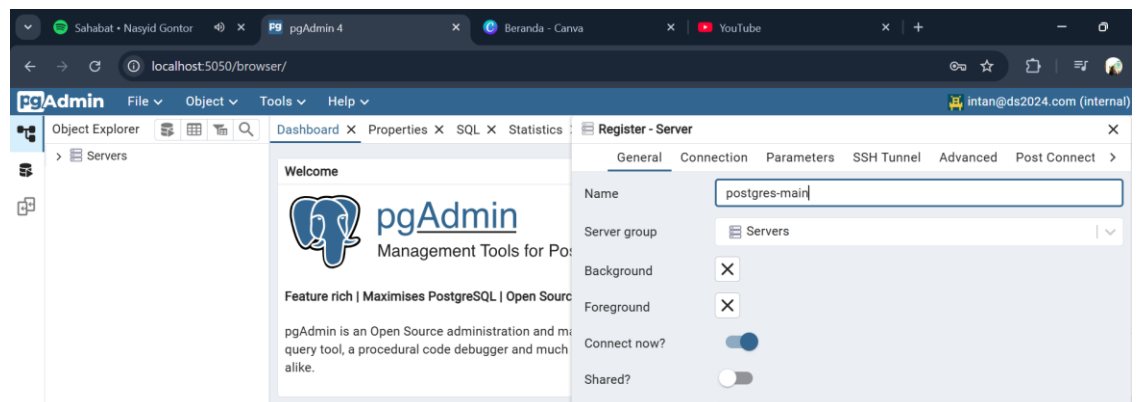 Sahabat • Nasyid Gontor
pgAdmin 4
Beranda - Canva
YouTube
localhost:5050/browser/
pgAdmin File Object Tools Help intan@ds2024.com (internal)
Object Explorer
Dashboard Properties SQL Statistics
Register - Server
Servers
General Connection Parameters SSH Tunnel Advanced Post Connect
Welcome
pgAdmin
Management Tools for Pos
Feature rich | Maximises PostgreSQL | Open Sourc
pgAdmin is an Open Source administration and ma
query tool, a procedural code debugger and much
alike.
Name postgres-main
Server group Servers
Background
Foreground
Connect now?
Shared?